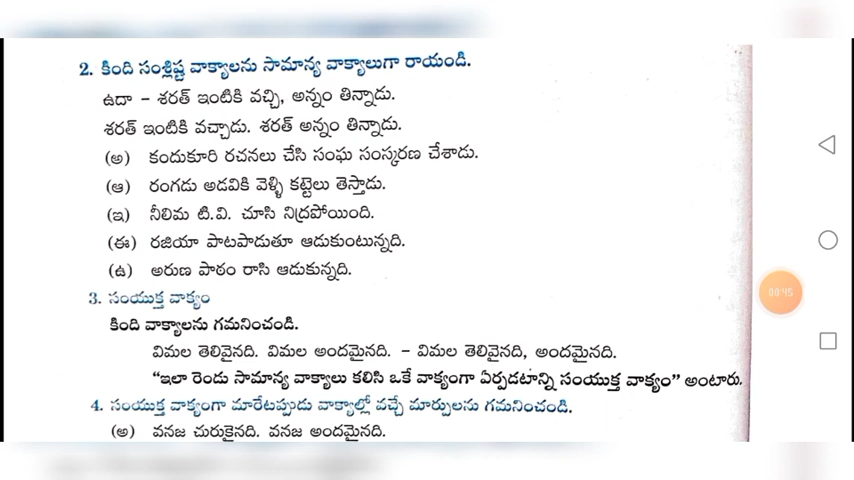 2. కింది సంశ్లిష్ట వాక్యాలను సామాన్య వాక్యాలుగా రాయండి.
ఉదా – శరత్ ఇంటికి వచ్చి, అన్నం తిన్నాడు.
శరత్ ఇంటికి వచ్చాడు. శరత్ అన్నం తిన్నాడు.
(అ) కందుకూరి రచనలు చేసి సంఘ సంస్కరణ చేశాడు.
(ఆ) రంగడు అడవికి వెళ్ళి కట్టెలు తెస్తాడు.
(ఇ) నీలిమ టి.వి. చూసి నిద్రపోయింది.
(ఈ) రజియా పాటపాడుతూ ఆడుకుంటున్నది.
(ఉ) అరుణ పాఠం రాసి ఆడుకున్నది.
3. సంయుక్త వాక్యం
కింది వాక్యాలను గమనించండి.
విమల తెలివైనది. విమల అందమైనది. – విమల తెలివైనది, అందమైనది.
“ఇలా రెండు సామాన్య వాక్యాలు కలిసి ఒకే వాక్యంగా ఏర్పడటాన్ని సంయుక్త వాక్యం” అంటారు.
4. సంయుక్త వాక్యంగా మారేటప్పుడు వాక్యాల్లో వచ్చే మార్పులను గమనించండి.
(అ) వనజ చురుకైనది. వనజ అందమైనది.
08:45